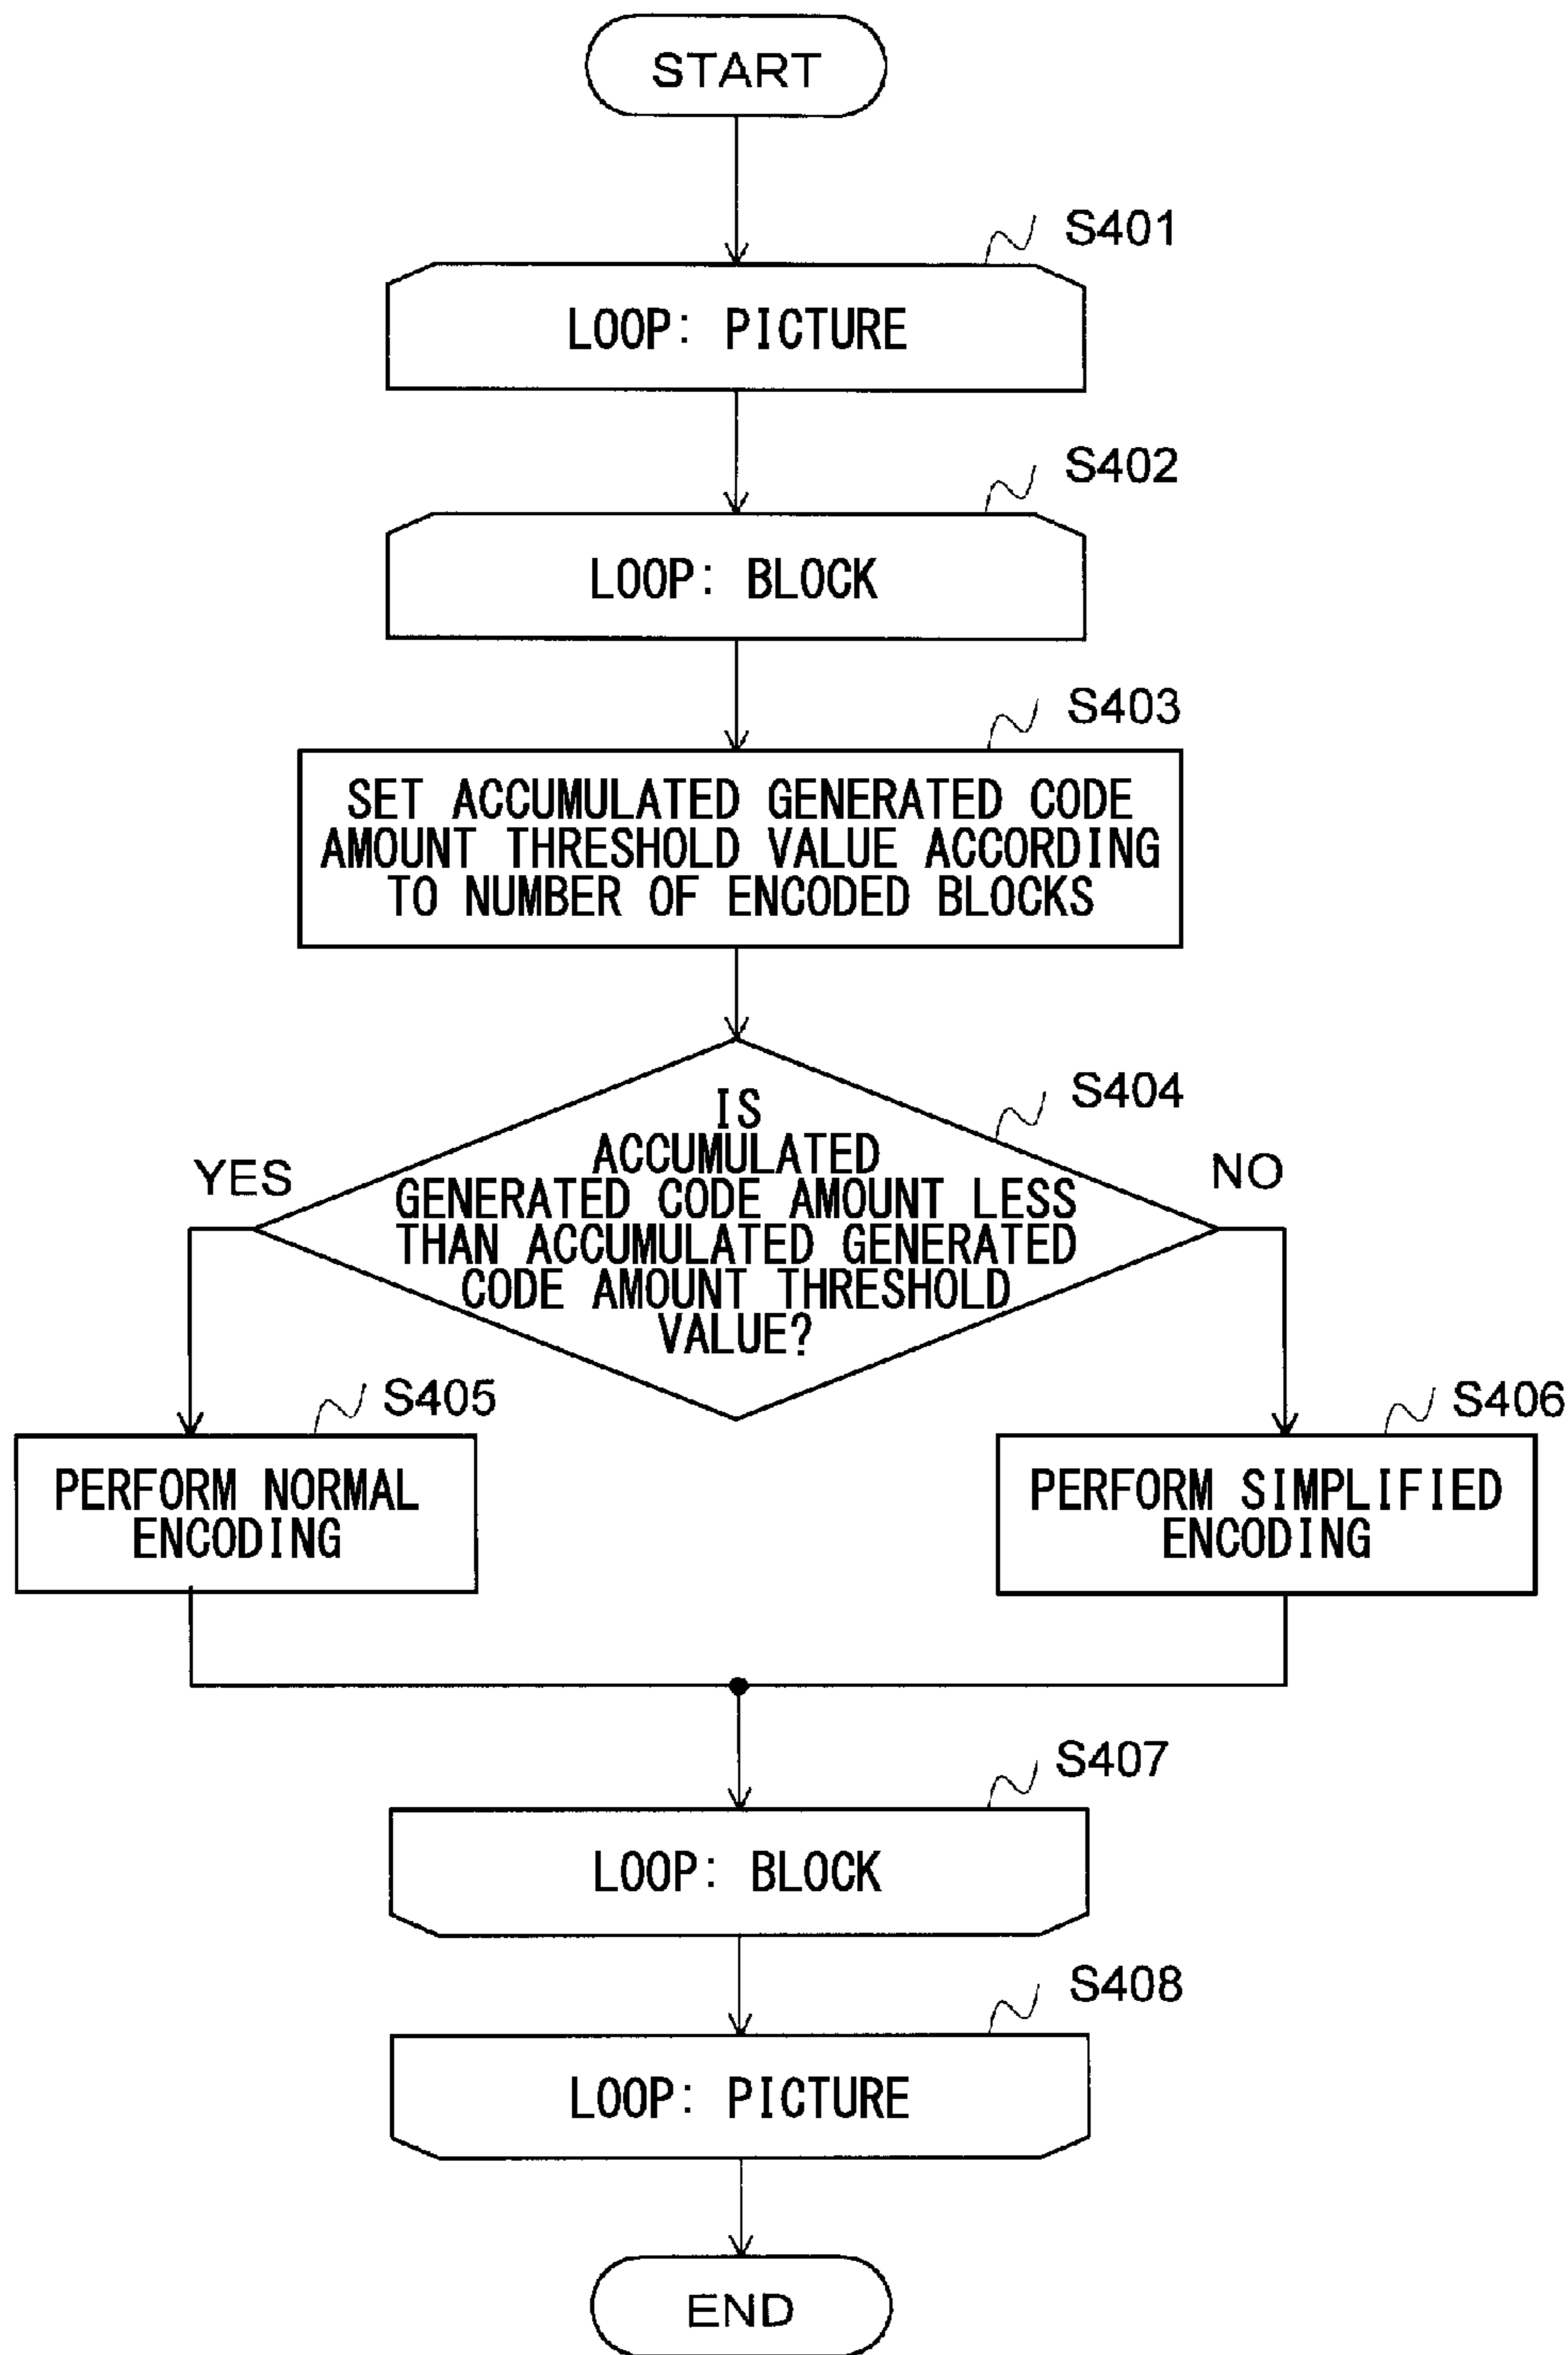 START
S401
LOOP: PICTURE
S402
LOOP: BLOCK
S403
SET ACCUMULATED GENERATED CODE
AMOUNT THRESHOLD VALUE ACCORDING
TO NUMBER OF ENCODED BLOCKS
S404
IS
ACCUMULATED
GENERATED CODE AMOUNT LESS
THAN ACCUMULATED GENERATED
CODE AMOUNT THRESHOLD
VALUE?
YES
NO
S405
PERFORM NORMAL
ENCODING
S406
PERFORM SIMPLIFIED
ENCODING
S407
LOOP: BLOCK
S408
LOOP: PICTURE
END